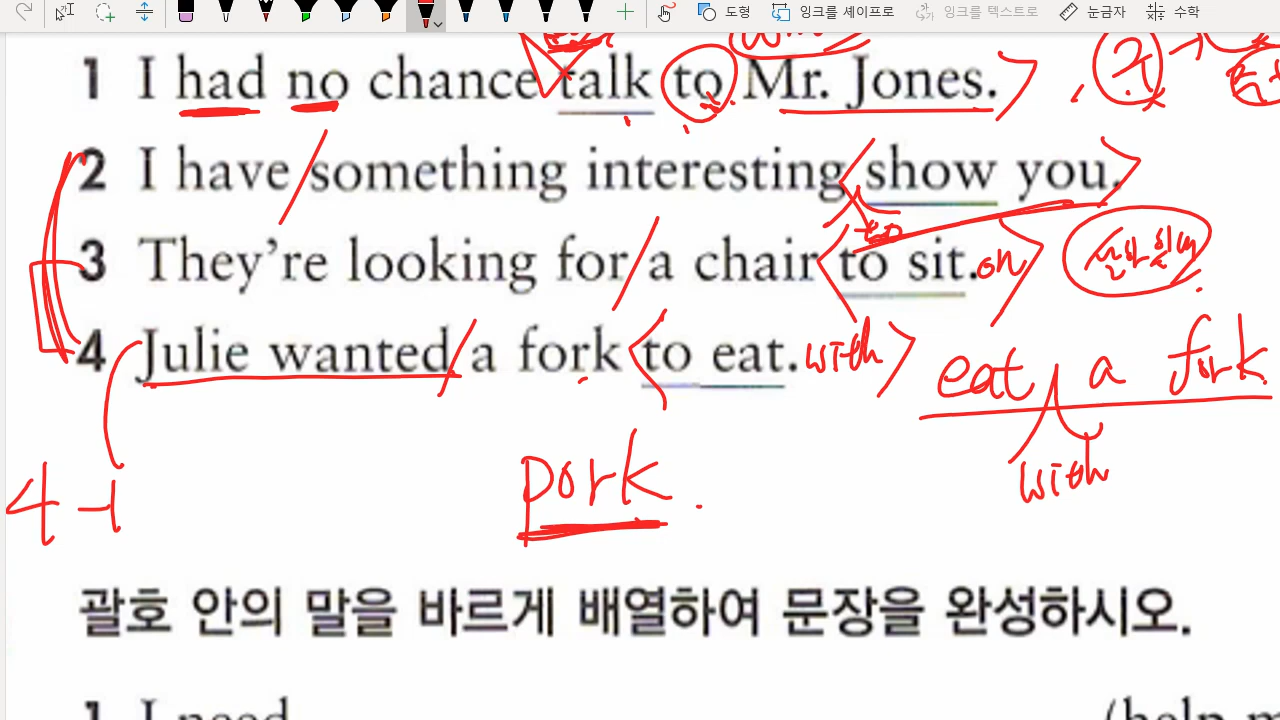 도형 잉크를 셰이프로 잉크를 텍스트로 눈금자 수학
1 I had no chance talk to Mr. Jones.
2 I have something interesting show you.
to
3 They're looking for a chair to sit. on
4 Julie wanted a fork to eat. with
eat a fork
with
4-1
pork.
괄호 안의 말을 바르게 배열하여 문장을 완성하시오.
1 I need (help m